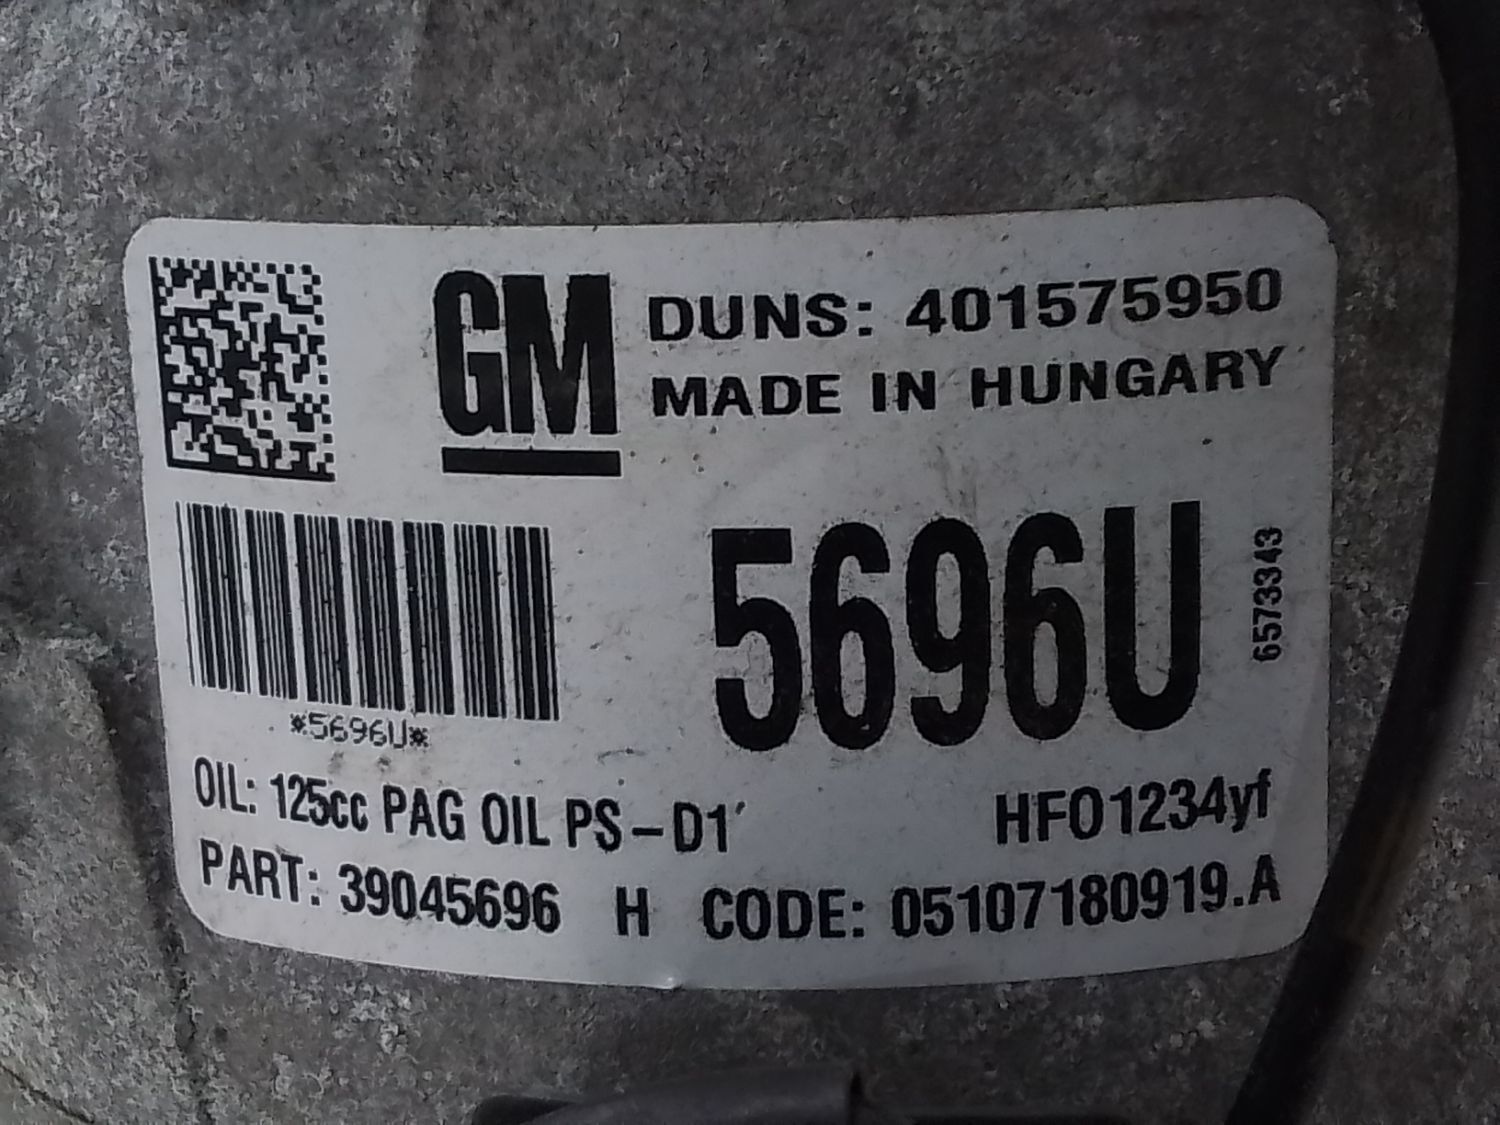 GM
DUNS: 401575950
MADE IN HUNGARY
5696U
6573343
*5696U*
OIL: 125cc PAG OIL PS-D1
HFO1234yf
PART: 39045696 H CODE: 05107180919.A